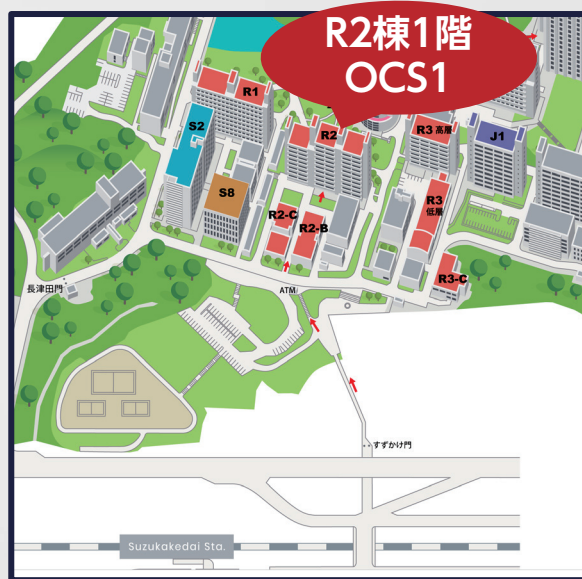 R2棟1階
OCS1
R1
R2
R3 高層
J1
S2
S8
R3
低層
R2-C
R2-B
R3-C
長津田門
ATM
すずかけ門
Suzukakedai Sta.